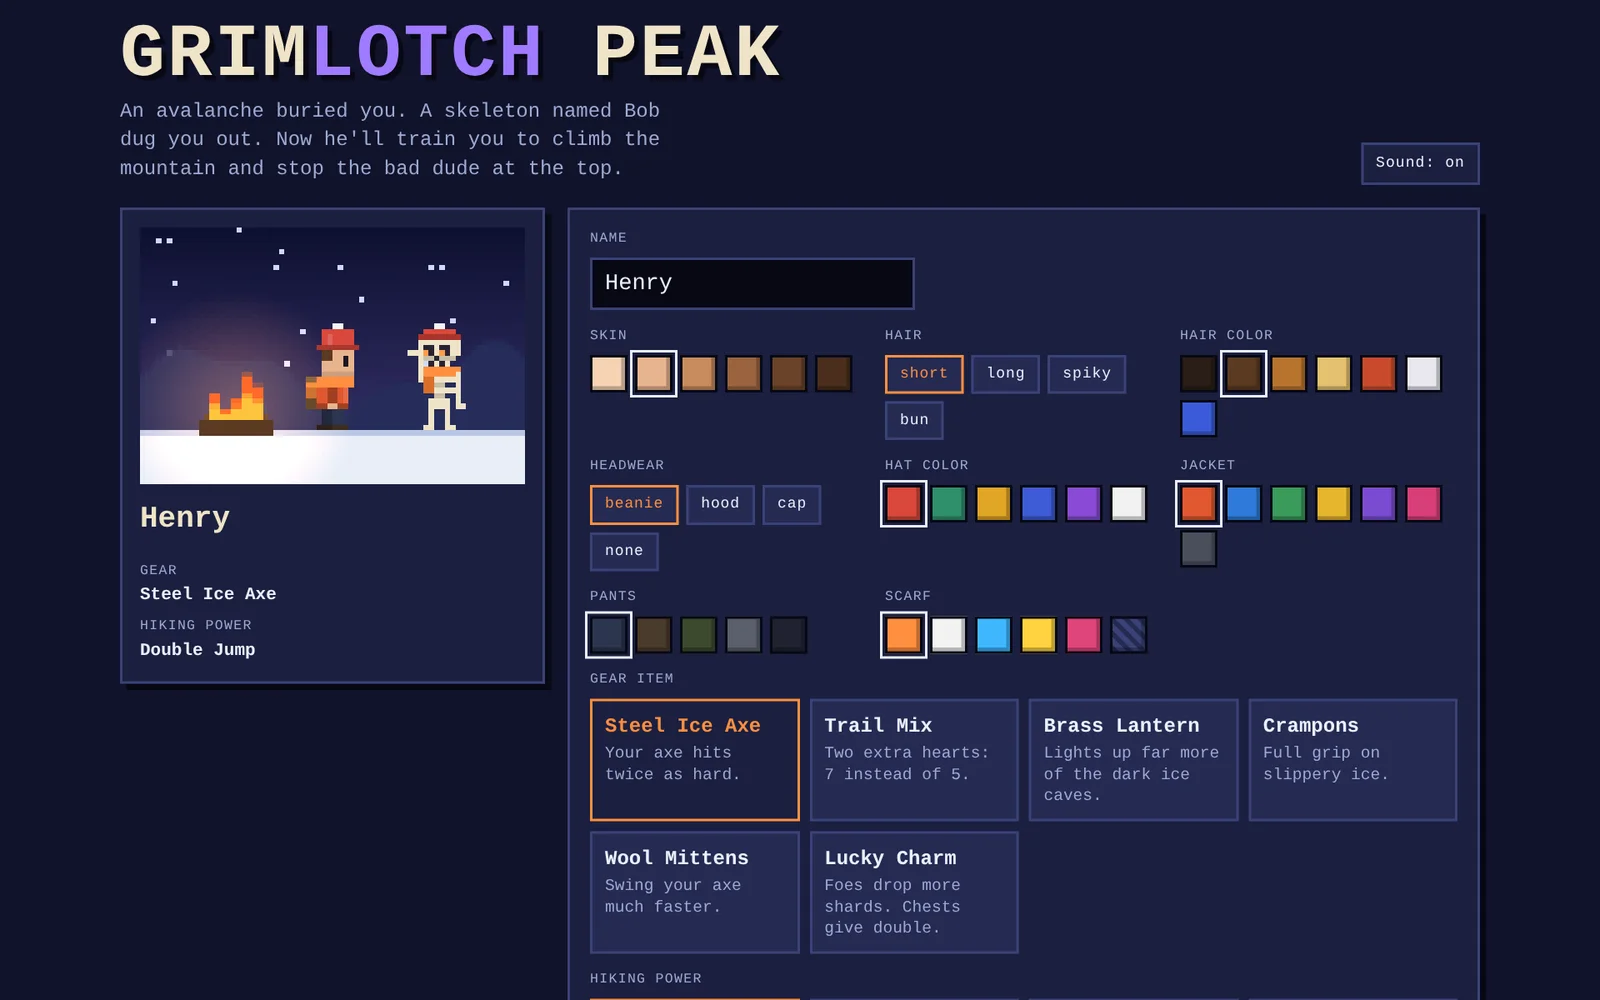 GRIMLOTCH PEAK
An avalanche buried you. A skeleton named Bob
dug you out. Now he'll train you to climb the
mountain and stop the bad dude at the top.
Sound: on
Henry
GEAR
Steel Ice Axe
HIKING POWER
Double Jump
NAME
Henry
SKIN
HAIR
short
long
spiky
bun
HAIR COLOR
HEADWEAR
beanie
hood
cap
none
HAT COLOR
JACKET
PANTS
SCARF
GEAR ITEM
Steel Ice Axe
Your axe hits
twice as hard.
Trail Mix
Two extra hearts:
7 instead of 5.
Brass Lantern
Lights up far more
of the dark ice
caves.
Crampons
Full grip on
slippery ice.
Wool Mittens
Swing your axe
much faster.
Lucky Charm
Foes drop more
shards. Chests
give double.
HIKING POWER